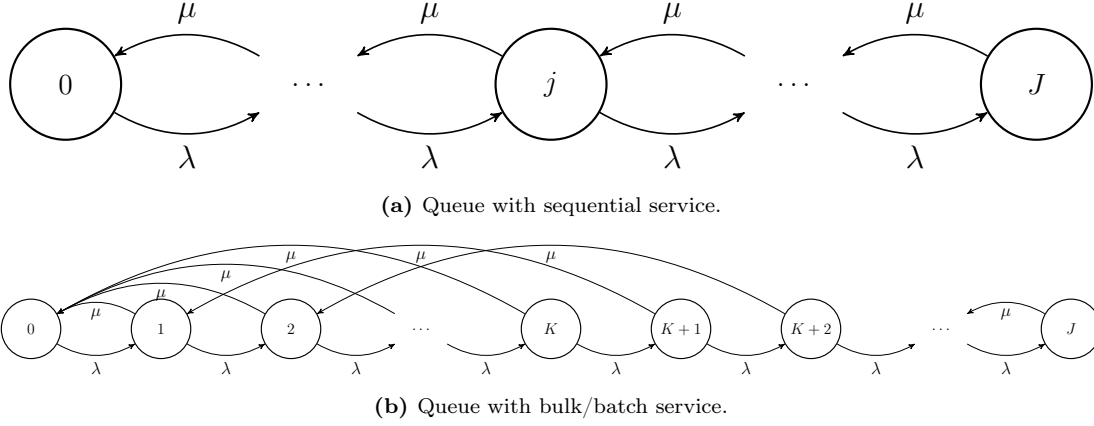 μ μ μ μ
0 ··· j ··· J
λ λ λ λ
(a) Queue with sequential service.
μ μ μ
μ
μ
μ μ
0 1 2 ··· K K + 1 K + 2 ··· J
λ λ λ λ λ λ λ λ
(b) Queue with bulk/batch service.